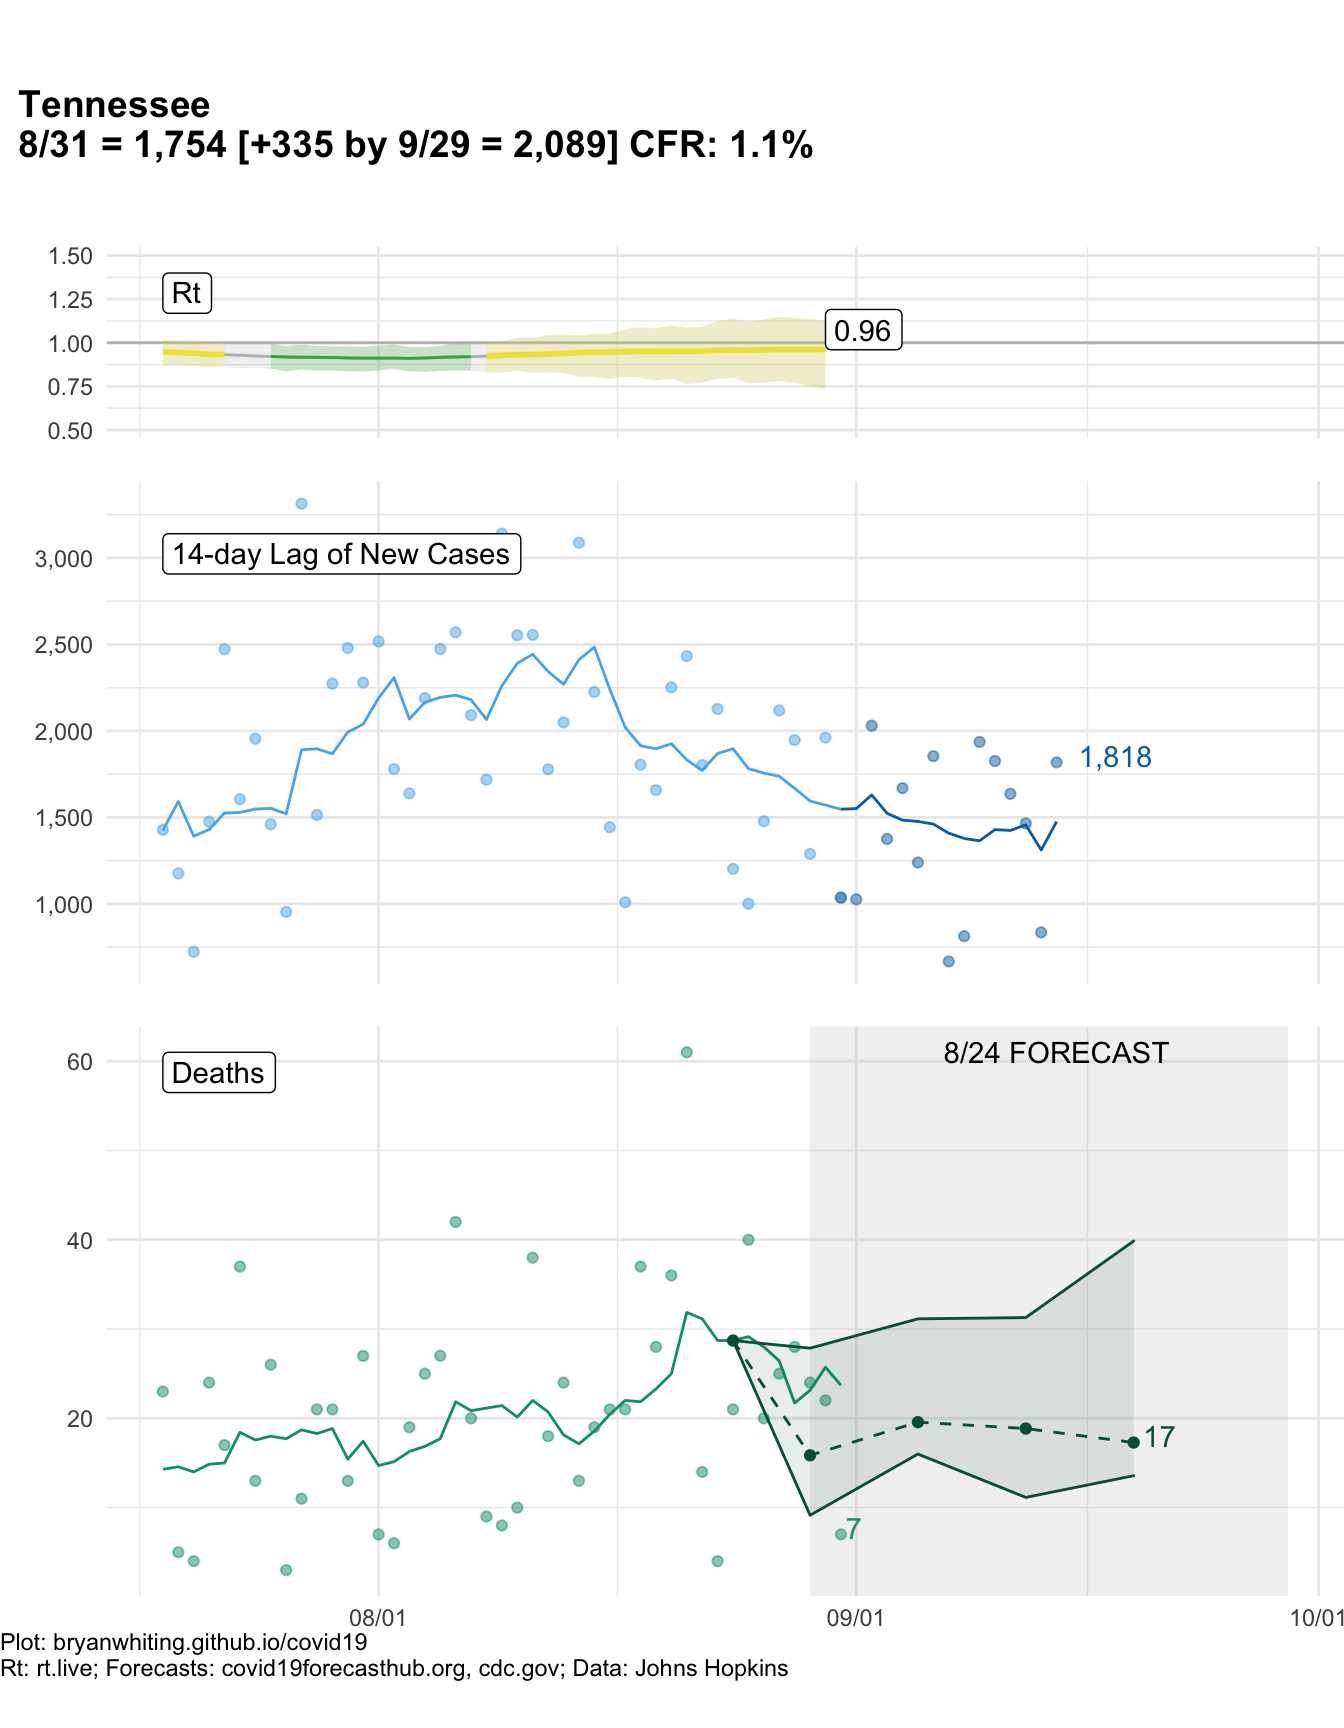 Tennessee
8/31 = 1,754 [+335 by 9/29 = 2,089] CFR: 1.1%
1.50
1.25
1.00
0.75
0.50
Rt
0.96
3,000
2,500
2,000
1,500
1,000
14-day Lag of New Cases
1,818
60
40
20
Deaths
8/24 FORECAST
17
7
08/01
09/01
10/01
Plot: bryanwhiting.github.io/covid19
Rt: rt.live; Forecasts: covid19forecasthub.org, cdc.gov; Data: Johns Hopkins